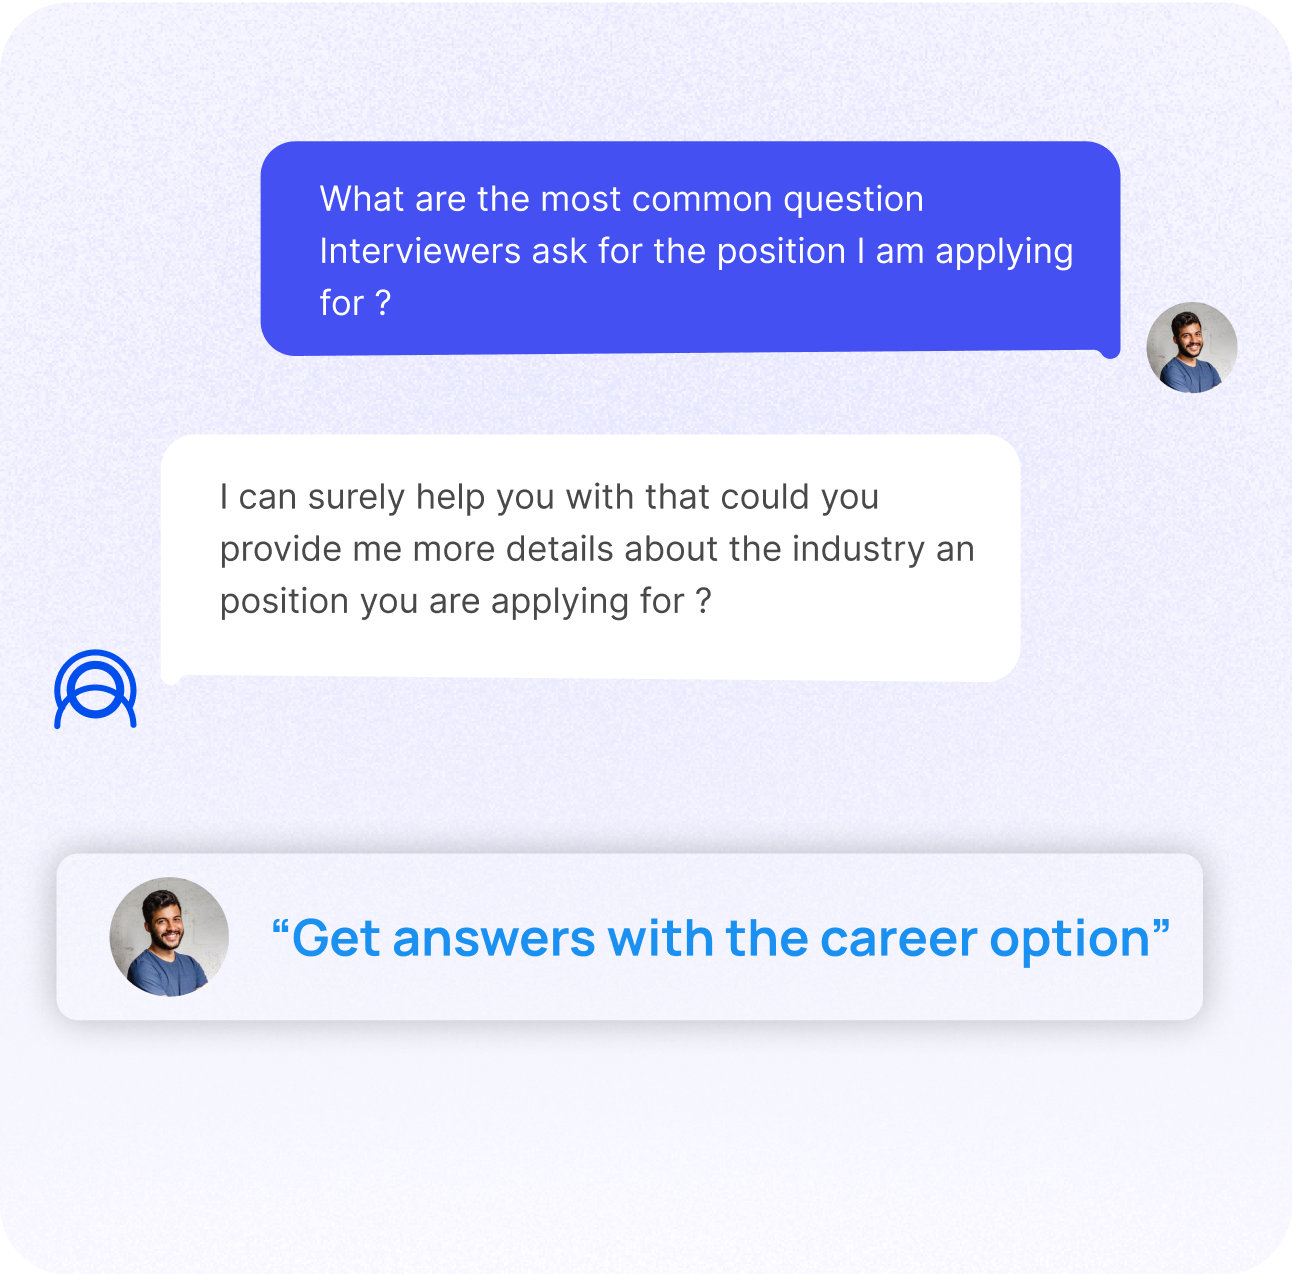 What are the most common question
Interviewers ask for the position I am applying
for ?
I can surely help you with that could you
provide me more details about the industry an
position you are applying for ?
“Get answers with the career option”